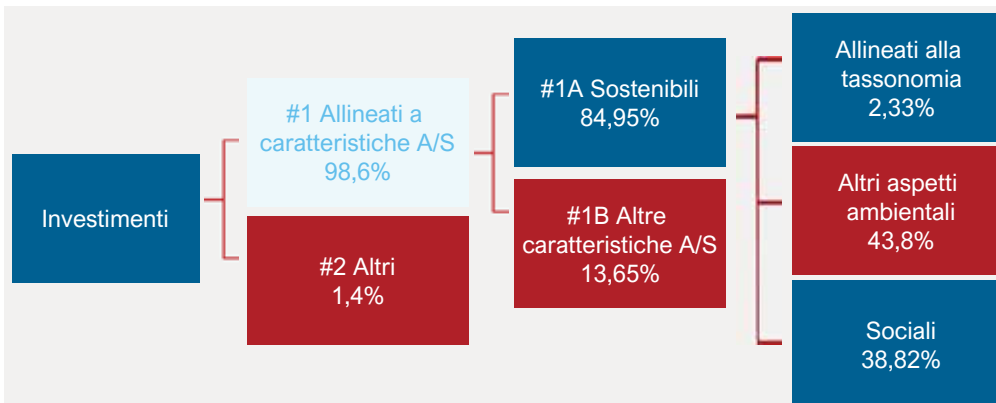 Investimenti
#1 Allineati a
caratteristiche A/S
98,6%
#2 Altri
1,4%
#1A Sostenibili
84,95%
#1B Altre
caratteristiche A/S
13,65%
Allineati alla
tassonomia
2,33%
Altri aspetti
ambientali
43,8%
Sociali
38,82%